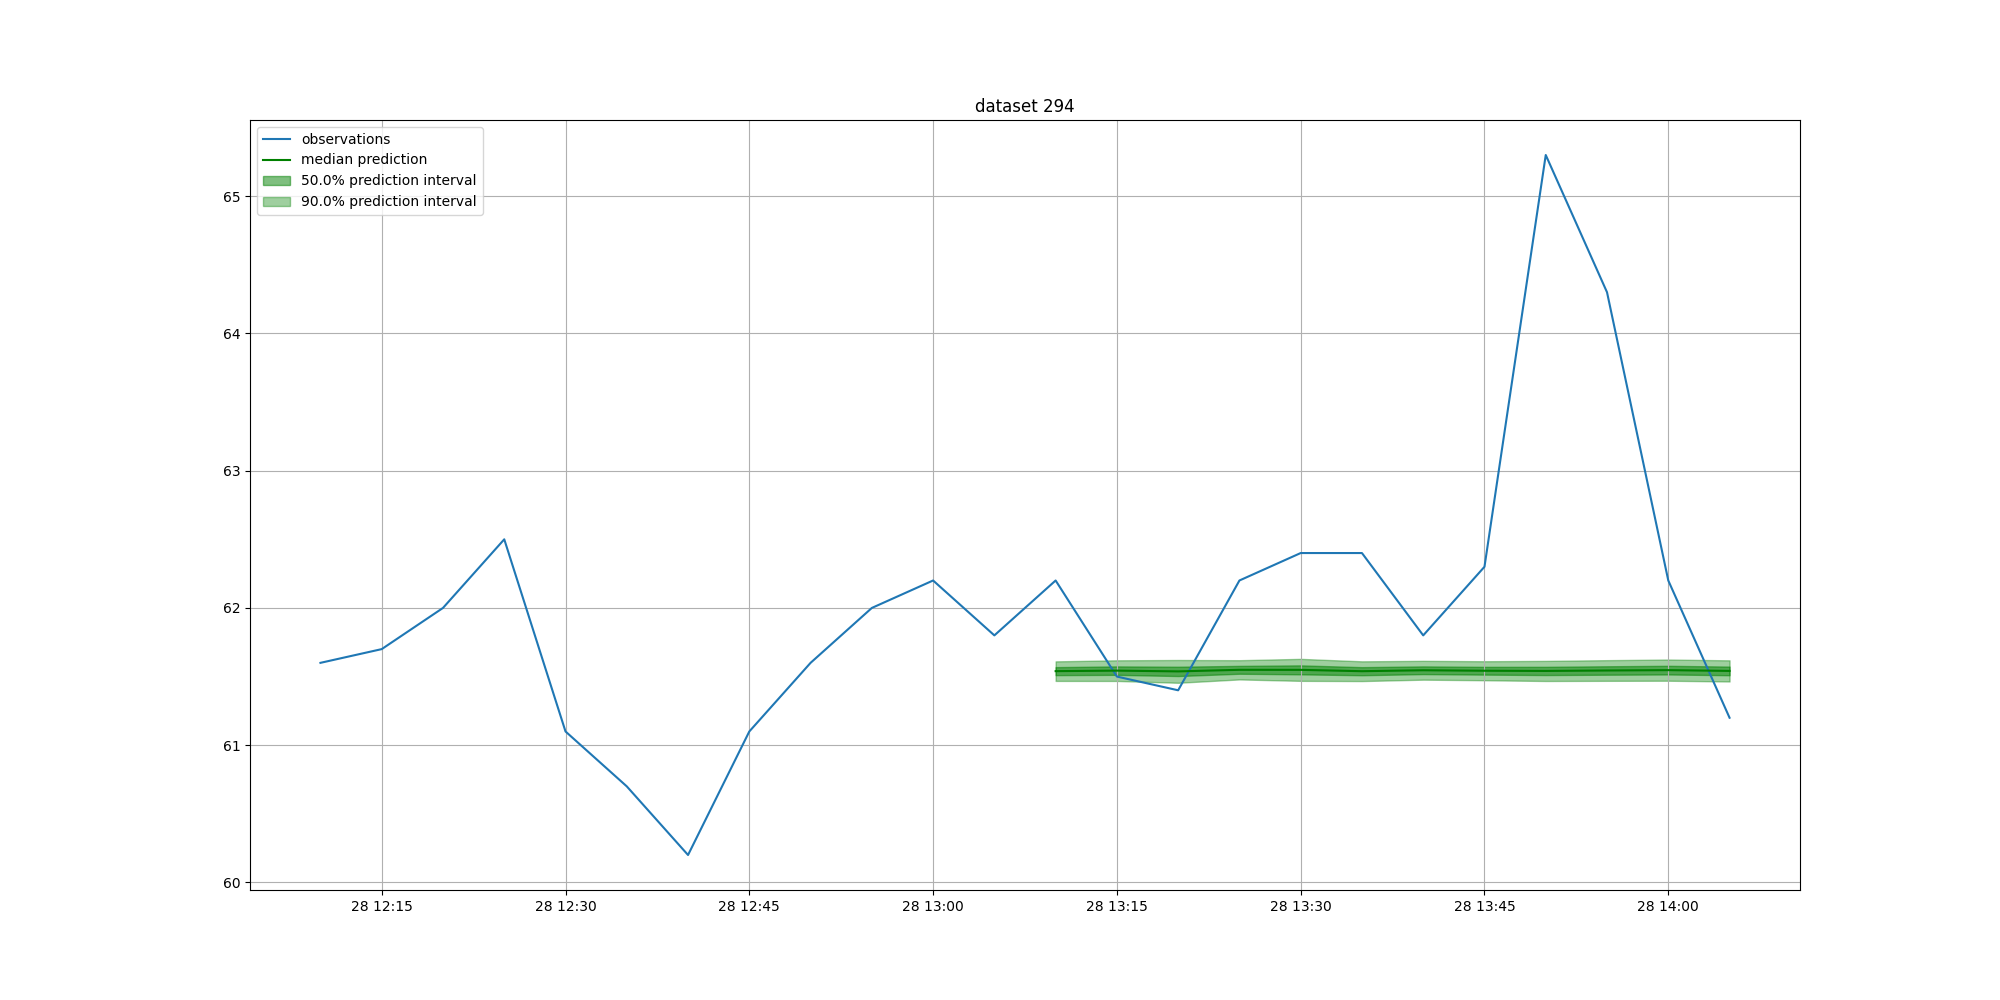 dataset 294
observations
median prediction
50.0% prediction interval
90.0% prediction interval
65
64
63
62
61
60
28 12:15 28 12:30 28 12:45 28 13:00 28 13:15 28 13:30 28 13:45 28 14:00